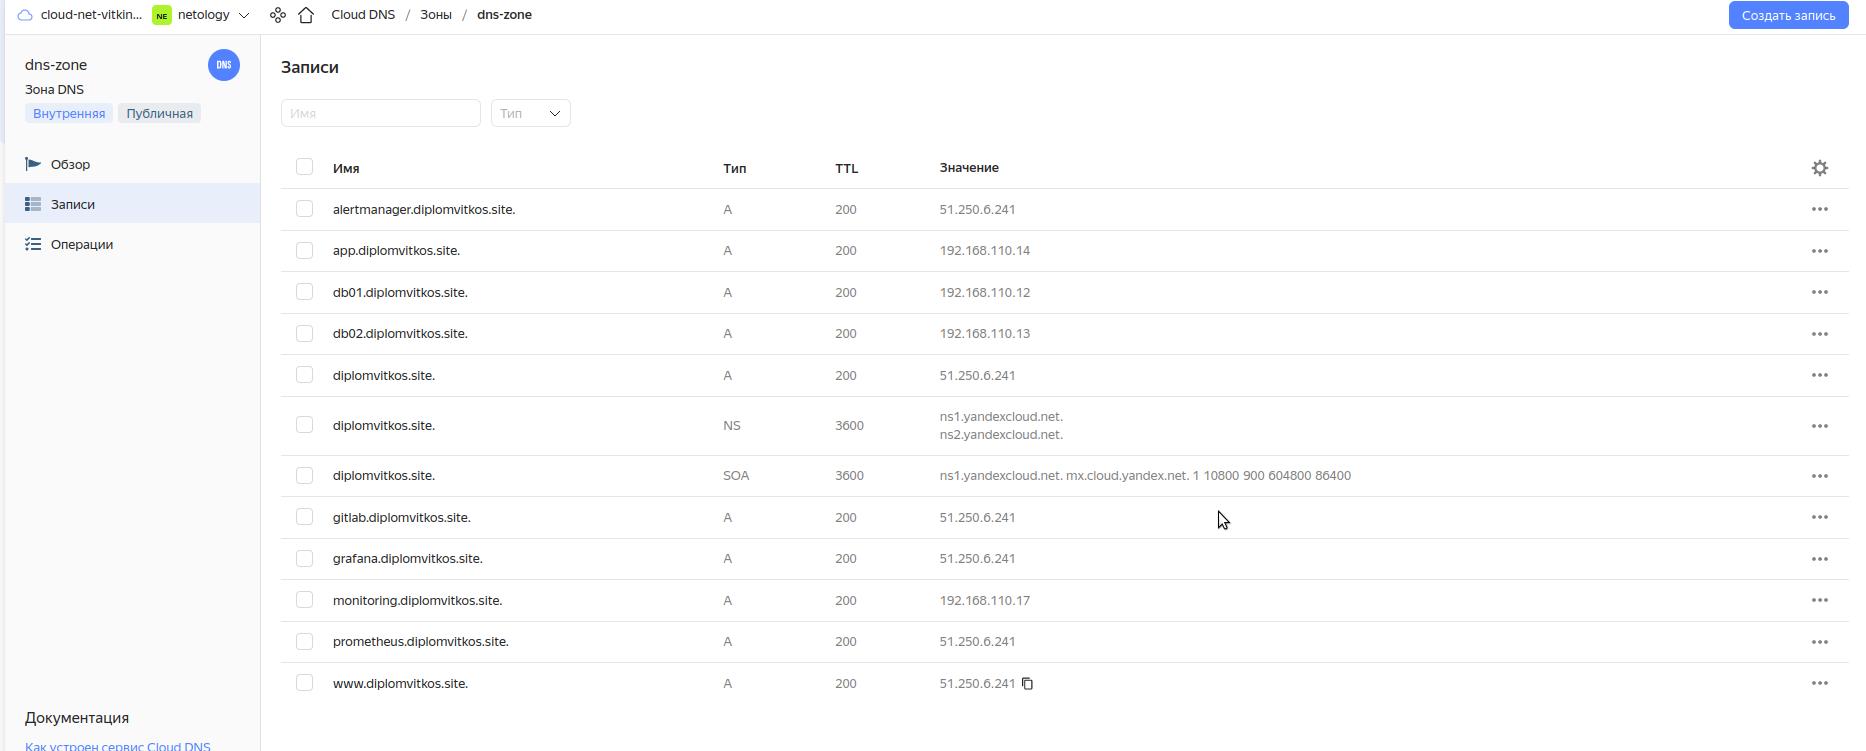 cloud-net-vitkin... NE netology Cloud DNS / Зоны / dns-zone Создать запись
dns-zone DNS
Зона DNS
Внутренняя Публичная
Обзор
Записи
Операции
Документация
Как устроен сервис Cloud DNS
Записи
Имя Тип
Имя Тип TTL Значение
alertmanager.diplomvitkos.site. A 200 51.250.6.241
app.diplomvitkos.site. A 200 192.168.110.14
db01.diplomvitkos.site. A 200 192.168.110.12
db02.diplomvitkos.site. A 200 192.168.110.13
diplomvitkos.site. A 200 51.250.6.241
diplomvitkos.site. NS 3600 ns1.yandexcloud.net.
ns2.yandexcloud.net.
diplomvitkos.site. SOA 3600 ns1.yandexcloud.net. mx.cloud.yandex.net. 1 10800 900 604800 86400
gitlab.diplomvitkos.site. A 200 51.250.6.241
grafana.diplomvitkos.site. A 200 51.250.6.241
monitoring.diplomvitkos.site. A 200 192.168.110.17
prometheus.diplomvitkos.site. A 200 51.250.6.241
www.diplomvitkos.site. A 200 51.250.6.241